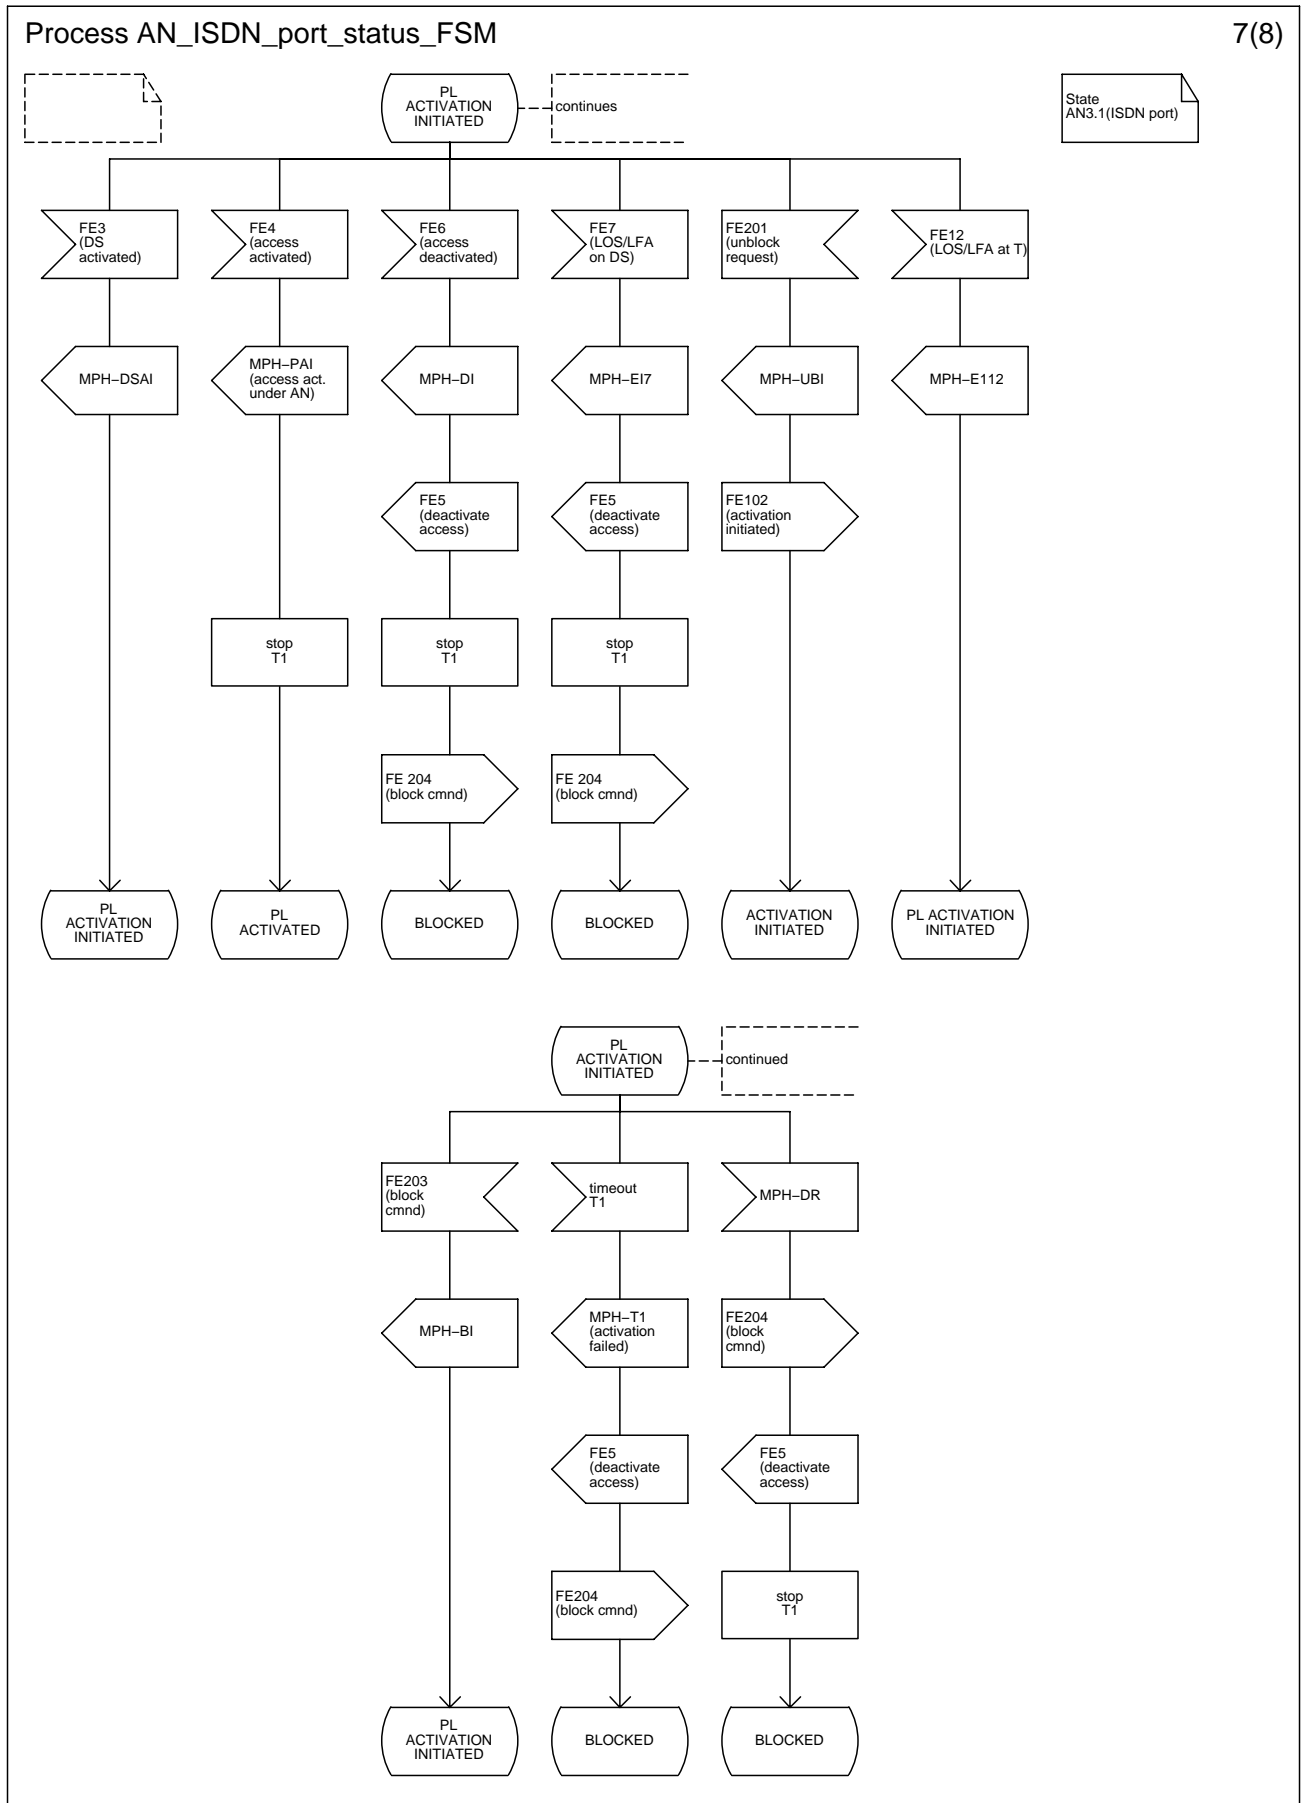 Process AN_ISDN_port_status_FSM
7(8)
PL
ACTIVATION
INITIATED
continues
State
AN3.1(ISDN port)
FE3
(DS
activated)
FE4
(access
activated)
FE6
(access
deactivated)
FE7
(LOS/LFA
on DS)
FE201
(unblock
request)
FE12
(LOS/LFA at T)
MPH−DSAI
MPH−PAI
(access act.
under AN)
MPH−DI
MPH−EI7
MPH−UBI
MPH−E112
FE5
(deactivate
access)
FE5
(deactivate
access)
FE102
(activation
initiated)
stop
T1
stop
T1
stop
T1
FE 204
(block cmnd)
FE 204
(block cmnd)
PL
ACTIVATION
INITIATED
PL
ACTIVATED
BLOCKED
BLOCKED
ACTIVATION
INITIATED
PL ACTIVATION
INITIATED
PL
ACTIVATION
INITIATED
continued
FE203
(block
cmnd)
timeout
T1
MPH−DR
MPH−BI
MPH−T1
(activation
failed)
FE204
(block
cmnd)
FE5
(deactivate
access)
FE5
(deactivate
access)
FE204
(block cmnd)
stop
T1
PL
ACTIVATION
INITIATED
BLOCKED
BLOCKED